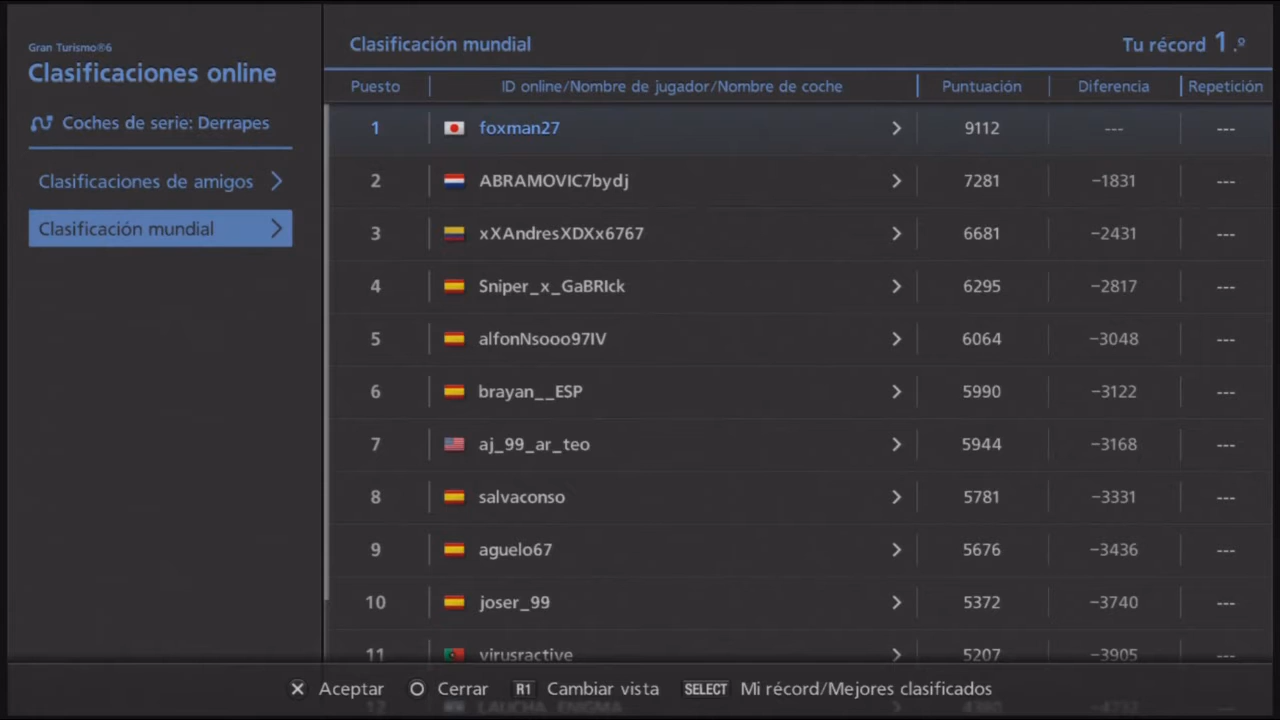 Gran Turismo®6
Clasificaciones online
Coches de serie: Derrapes
Clasificaciones de amigos
Clasificación mundial
Clasificación mundial
Tu récord 1.º
Puesto ID online/Nombre de jugador/Nombre de coche Puntuación Diferencia Repetición
1 foxman27 9112 --- ---
2 ABRAMOVIC7bydj 7281 −1831 ---
3 xXAndresXDXx6767 6681 −2431 ---
4 Sniper_x_GaBRIck 6295 −2817 ---
5 alfonNsooo97IV 6064 −3048 ---
6 brayan__ESP 5990 −3122 ---
7 aj_99_ar_teo 5944 −3168 ---
8 salvaconso 5781 −3331 ---
9 aguelo67 5676 −3436 ---
10 joser_99 5372 −3740 ---
11 virusractive 5207 −3905 ---
Aceptar Cerrar R1 Cambiar vista SELECT Mi récord/Mejores clasificados
12 LAUCHA_ENIGMA 4380 −4732 ---